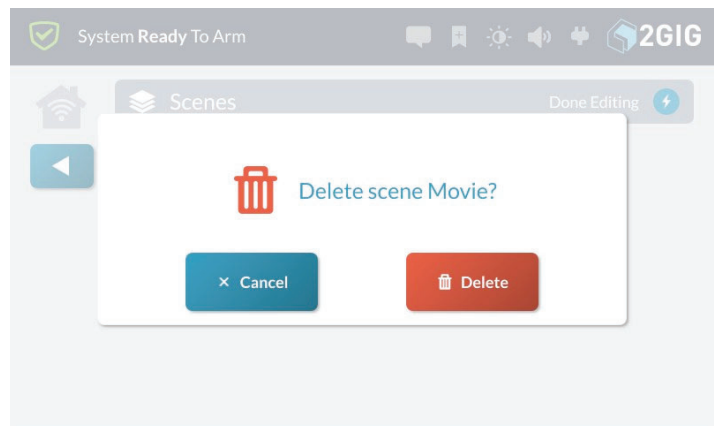 System Ready To Arm
2GIG
Scenes
Done Editing
Delete scene Movie?
× Cancel
Delete